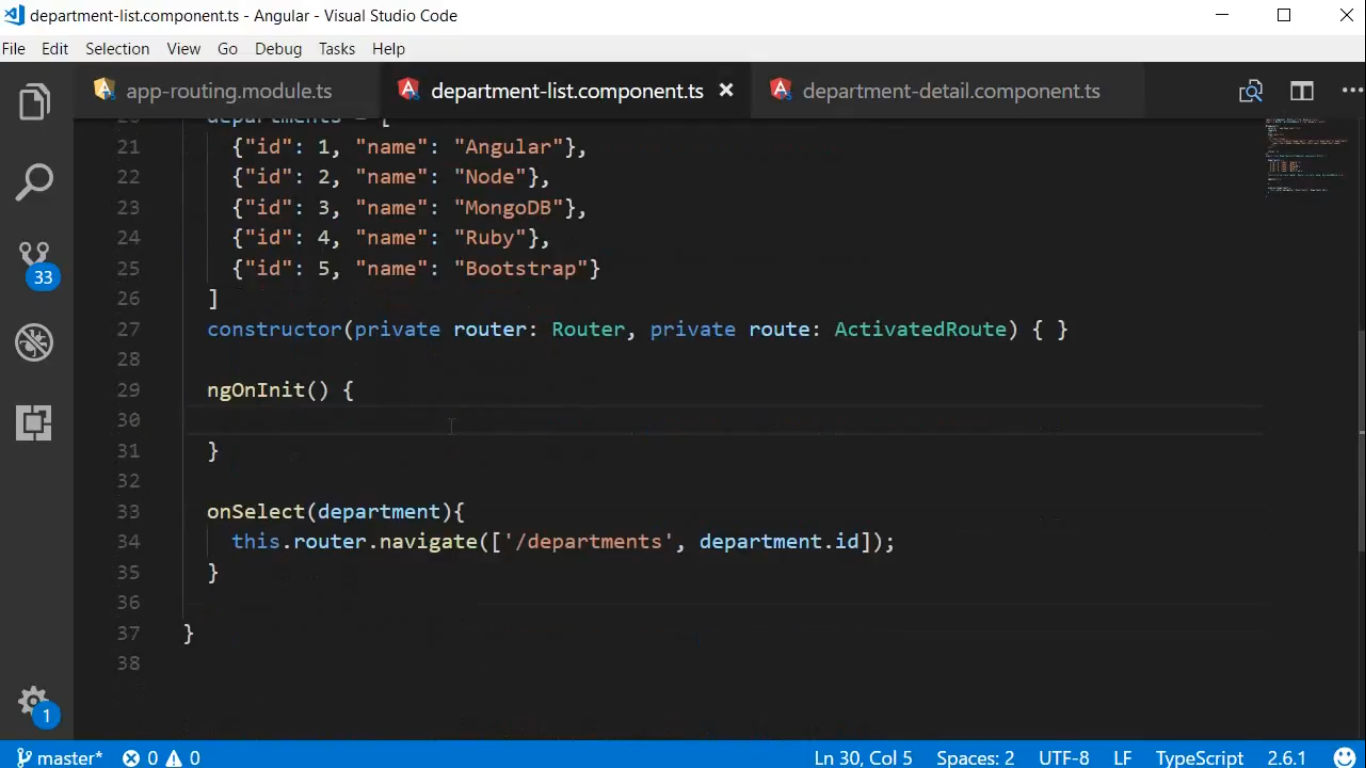 department-list.component.ts - Angular - Visual Studio Code
File Edit Selection View Go Debug Tasks Help
app-routing.module.ts department-list.component.ts department-detail.component.ts
20 departments = [
21 {"id": 1, "name": "Angular"},
22 {"id": 2, "name": "Node"},
23 {"id": 3, "name": "MongoDB"},
24 {"id": 4, "name": "Ruby"},
25 {"id": 5, "name": "Bootstrap"}
26 ]
27 constructor(private router: Router, private route: ActivatedRoute) { }
28
29 ngOnInit() {
30
31 }
32
33 onSelect(department){
34 this.router.navigate(['/departments', department.id]);
35 }
36
37 }
38
33
1
master* 0 0 Ln 30, Col 5 Spaces: 2 UTF-8 LF TypeScript 2.6.1